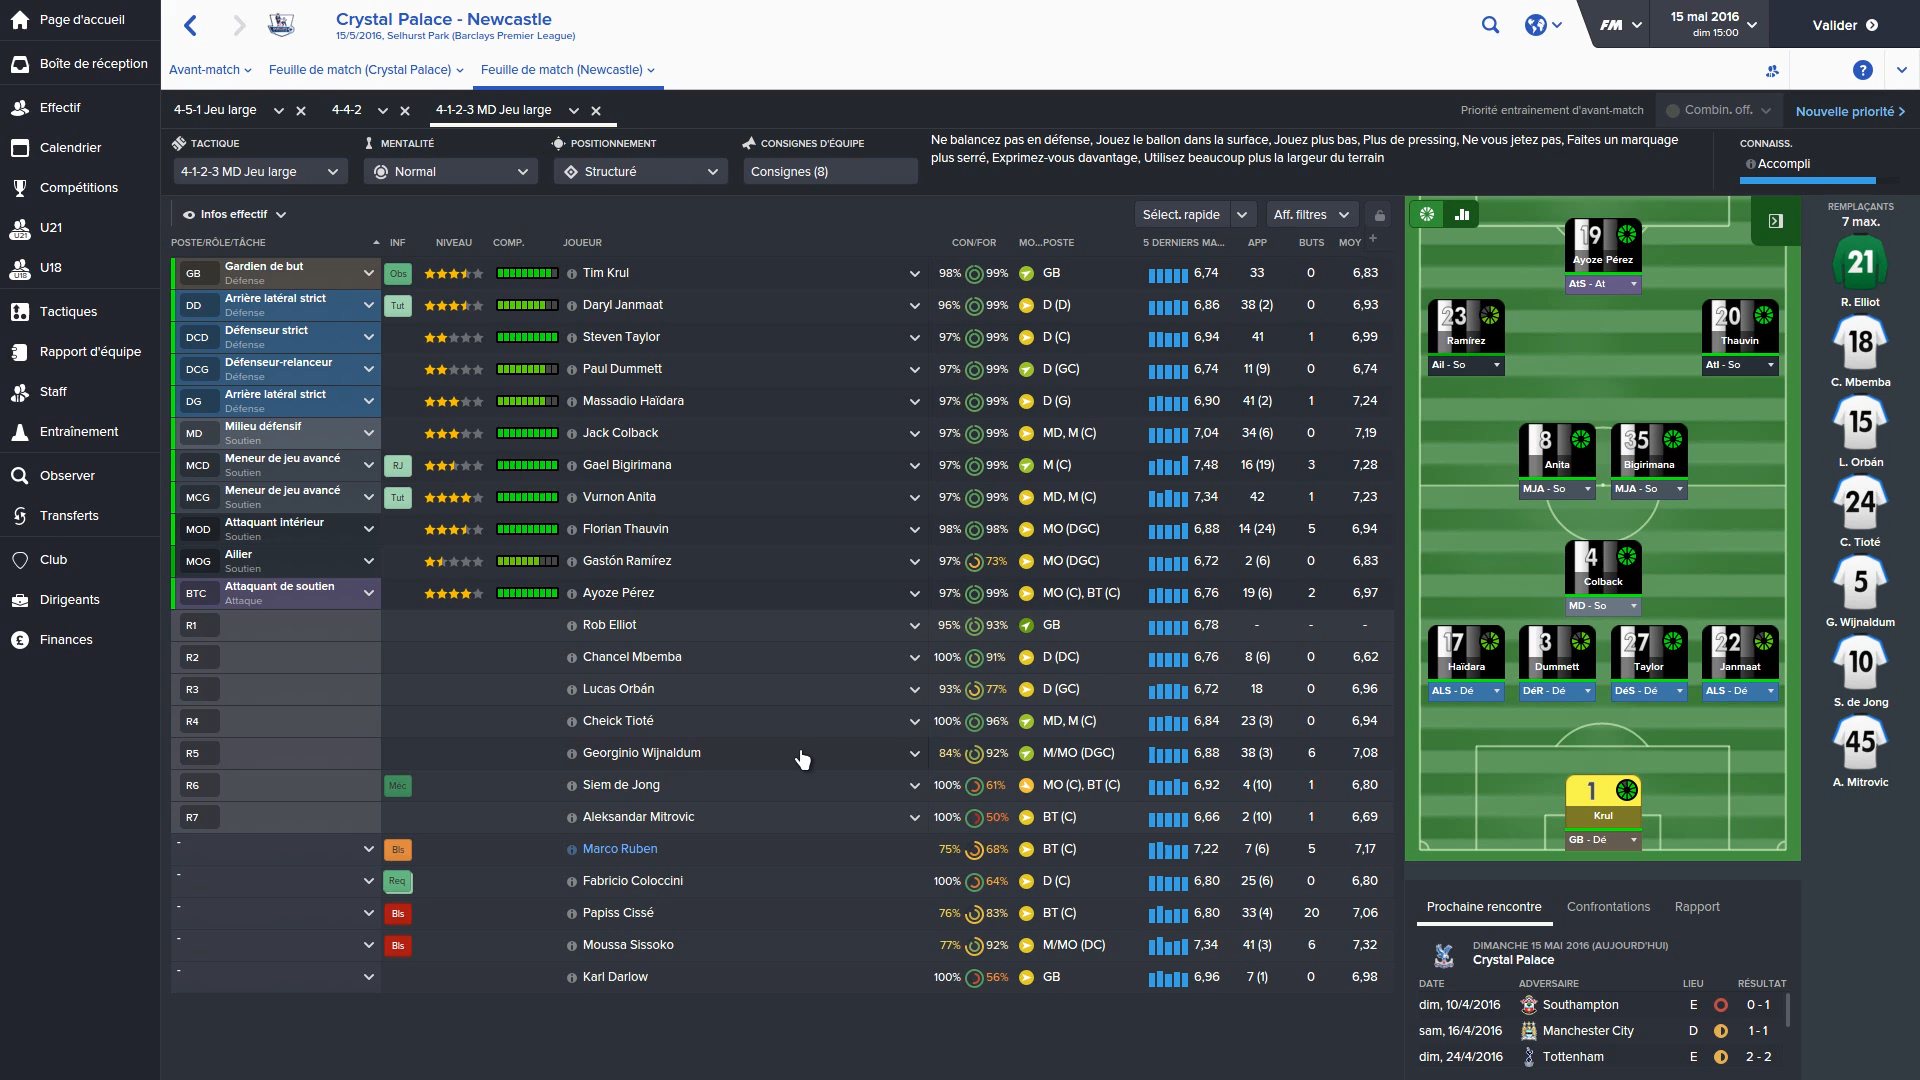 Page d'accueil
Boîte de réception
Effectif
Calendrier
Compétitions
U21
U18
Tactiques
Rapport d'équipe
Staff
Entraînement
Observer
Transferts
Club
Dirigeants
Finances
Crystal Palace - Newcastle
15/5/2016, Selhurst Park (Barclays Premier League)
FM
15 mai 2016
dim 15:00
Valider
Avant-match
Feuille de match (Crystal Palace)
Feuille de match (Newcastle)
4-5-1 Jeu large
4-4-2
4-1-2-3 MD Jeu large
Priorité entraînement d'avant-match
Combin. off.
Nouvelle priorité
TACTIQUE
MENTALITÉ
POSITIONNEMENT
CONSIGNES D'ÉQUIPE
4-1-2-3 MD Jeu large
Normal
Structuré
Consignes (8)
Ne balancez pas en défense, Jouez le ballon dans la surface, Jouez plus bas, Plus de pressing, Ne vous jetez pas, Faites un marquage
plus serré, Exprimez-vous davantage, Utilisez beaucoup plus la largeur du terrain
CONNAISS.
Accompli
Infos effectif
Sélect. rapide
Aff. filtres
POSTE/RÔLE/TÂCHE INF NIVEAU COMP. JOUEUR CON/FOR MO...POSTE 5 DERNIERS MA... APP BUTS MOY
GB Gardien de but Défense Obs Tim Krul 98% 99% GB 6,74 33 0 6,83
DD Arrière latéral strict Défense Tut Daryl Janmaat 96% 99% D (D) 6,86 38 (2) 0 6,93
DCD Défenseur strict Défense Steven Taylor 97% 99% D (C) 6,94 41 1 6,99
DCG Défenseur-relanceur Défense Paul Dummett 97% 99% D (GC) 6,74 11 (9) 0 6,74
DG Arrière latéral strict Défense Massadio Haïdara 97% 99% D (G) 6,90 41 (2) 1 7,24
MD Milieu défensif Soutien Jack Colback 97% 99% MD, M (C) 7,04 34 (6) 0 7,19
MCD Meneur de jeu avancé Soutien RJ Gael Bigirimana 97% 99% M (C) 7,48 16 (19) 3 7,28
MCG Meneur de jeu avancé Soutien Tut Vurnon Anita 97% 99% MD, M (C) 7,34 42 1 7,23
MOD Attaquant intérieur Soutien Florian Thauvin 98% 98% MO (DGC) 6,88 14 (24) 5 6,94
MOG Ailier Soutien Gastón Ramírez 97% 73% MO (DGC) 6,72 2 (6) 0 6,83
BTC Attaquant de soutien Attaque Ayoze Pérez 97% 99% MO (C), BT (C) 6,76 19 (6) 2 6,97
R1 Rob Elliot 95% 93% GB 6,78 - - -
R2 Chancel Mbemba 100% 91% D (DC) 6,76 8 (6) 0 6,62
R3 Lucas Orbán 93% 77% D (GC) 6,72 18 0 6,96
R4 Cheick Tioté 100% 96% MD, M (C) 6,84 23 (3) 0 6,94
R5 Georginio Wijnaldum 84% 92% M/MO (DGC) 6,88 38 (3) 6 7,08
R6 Mec Siem de Jong 100% 61% MO (C), BT (C) 6,92 4 (10) 1 6,80
R7 Aleksandar Mitrovic 100% 50% BT (C) 6,66 2 (10) 1 6,69
- Bls Marco Ruben 75% 68% BT (C) 7,22 7 (6) 5 7,17
- Req Fabricio Coloccini 100% 64% D (C) 6,80 25 (6) 0 6,80
- Bls Papiss Cissé 76% 83% BT (C) 6,80 33 (4) 20 7,06
- Bls Moussa Sissoko 77% 92% M/MO (DC) 7,34 41 (3) 6 7,32
- Karl Darlow 100% 56% GB 6,96 7 (1) 0 6,98
19
Ayoze Pérez
AtS - At
23 20
Ramírez Thauvin
Ail - So AtI - So
8 35
Anita Bigirimana
MJA - So MJA - So
4
Colback
MD - So
17 3 27 22
Haïdara Dummett Taylor Janmaat
ALS - Dé DéR - Dé DéS - Dé ALS - Dé
1
Krul
GB - Dé
REMPLAÇANTS
7 max.
21
R. Elliot
18
C. Mbemba
15
L. Orbán
24
C. Tioté
5
G. Wijnaldum
10
S. de Jong
45
A. Mitrovic
Prochaine rencontre
Confrontations
Rapport
DIMANCHE 15 MAI 2016 (AUJOURD'HUI)
Crystal Palace
DATE ADVERSAIRE LIEU RÉSULTAT
dim, 10/4/2016 Southampton E 0 - 1
sam, 16/4/2016 Manchester City D 1 - 1
dim, 24/4/2016 Tottenham E 2 - 2